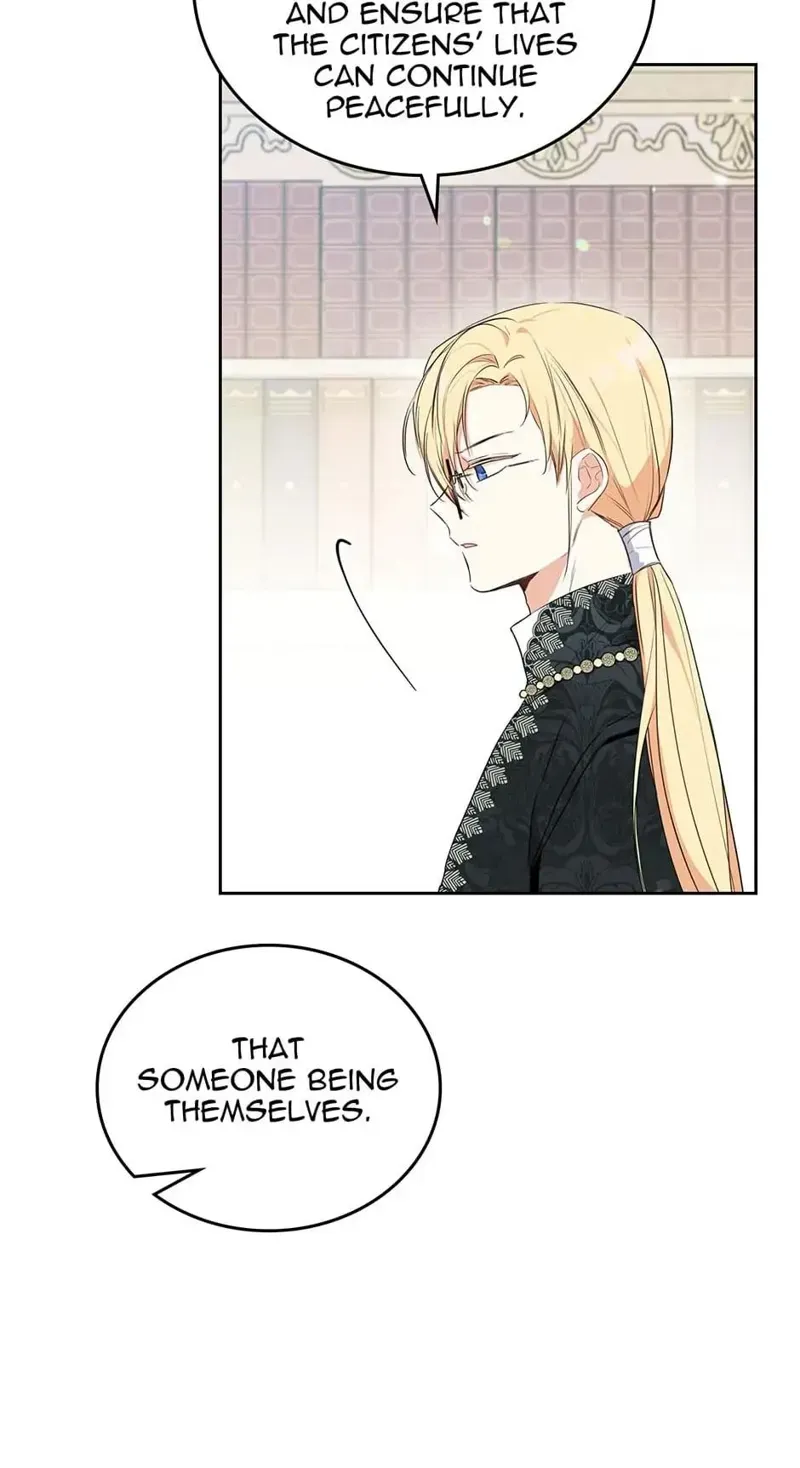 AND ENSURE THAT
THE CITIZENS' LIVES
CAN CONTINUE
PEACEFULLY.
THAT
SOMEONE BEING
THEMSELVES.